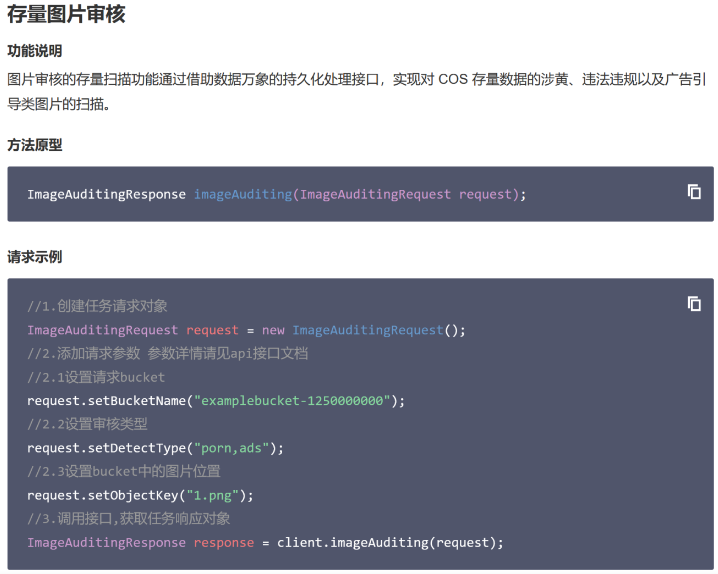 存量图片审核
功能说明
图片审核的存量扫描功能通过借助数据万象的持久化处理接口，实现对 COS 存量数据的涉黄、违法违规以及广告引
导类图片的扫描。
方法原型
ImageAuditingResponse imageAuditing(ImageAuditingRequest request);
请求示例
//1.创建任务请求对象
ImageAuditingRequest request = new ImageAuditingRequest();
//2.添加请求参数 参数详情请见api接口文档
//2.1设置请求bucket
request.setBucketName("examplebucket-1250000000");
//2.2设置审核类型
request.setDetectType("porn,ads");
//2.3设置bucket中的图片位置
request.setObjectKey("1.png");
//3.调用接口,获取任务响应对象
ImageAuditingResponse response = client.imageAuditing(request);